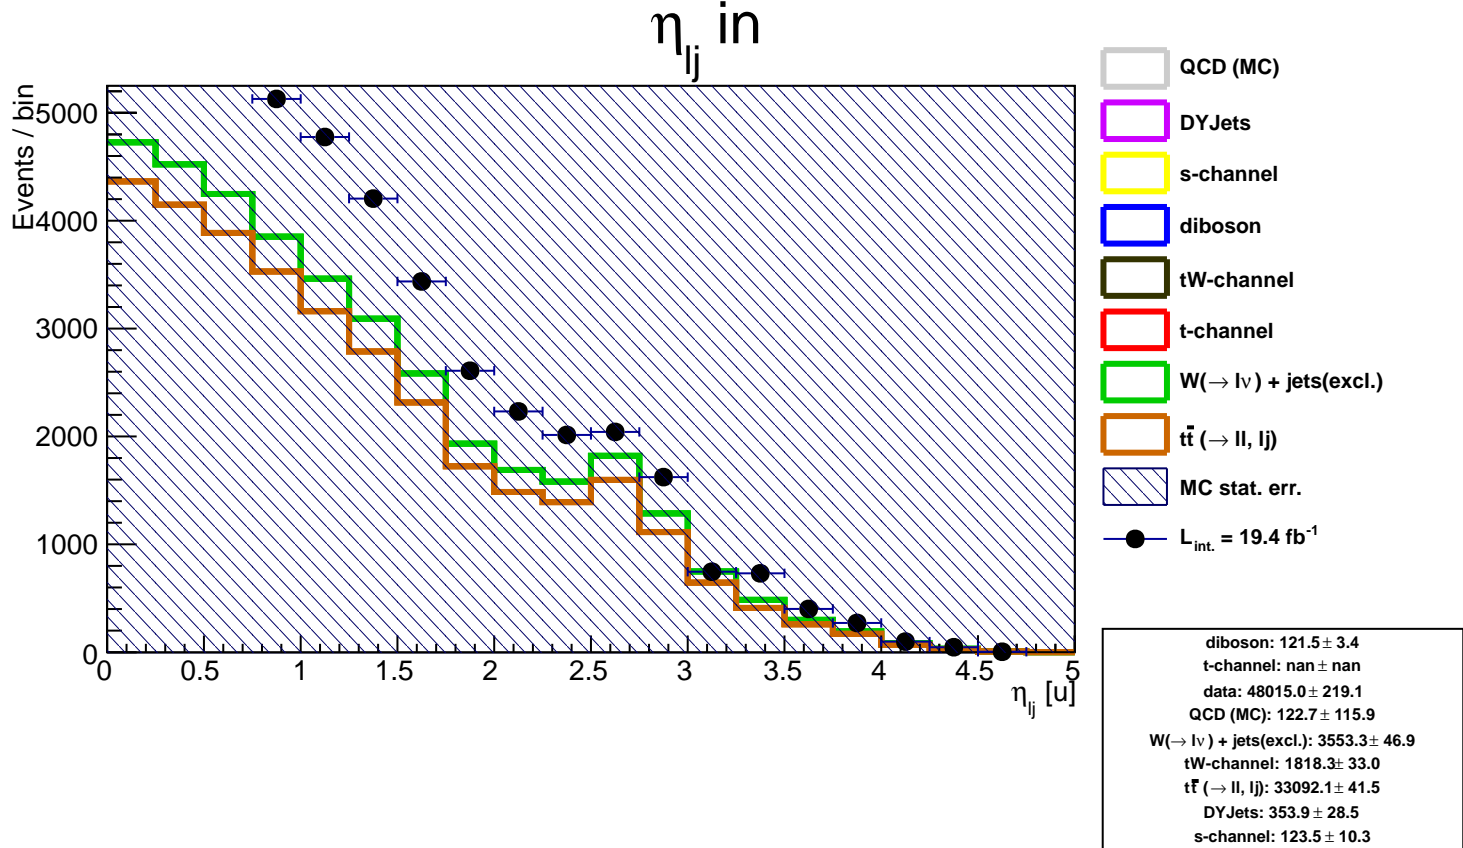 η_lj in
Events / bin
5000
4000
3000
2000
1000
0
0 0.5 1 1.5 2 2.5 3 3.5 4 4.5 5
η_lj [u]
QCD (MC)
DYJets
s-channel
diboson
tW-channel
t-channel
W(→ lν) + jets(excl.)
tt̄ (→ ll, lj)
MC stat. err.
L_int. = 19.4 fb⁻¹
diboson: 121.5 ± 3.4
t-channel: nan ± nan
data: 48015.0 ± 219.1
QCD (MC): 122.7 ± 115.9
W(→ lν) + jets(excl.): 3553.3 ± 46.9
tW-channel: 1818.3 ± 33.0
tt̄ (→ ll, lj): 33092.1 ± 41.5
DYJets: 353.9 ± 28.5
s-channel: 123.5 ± 10.3